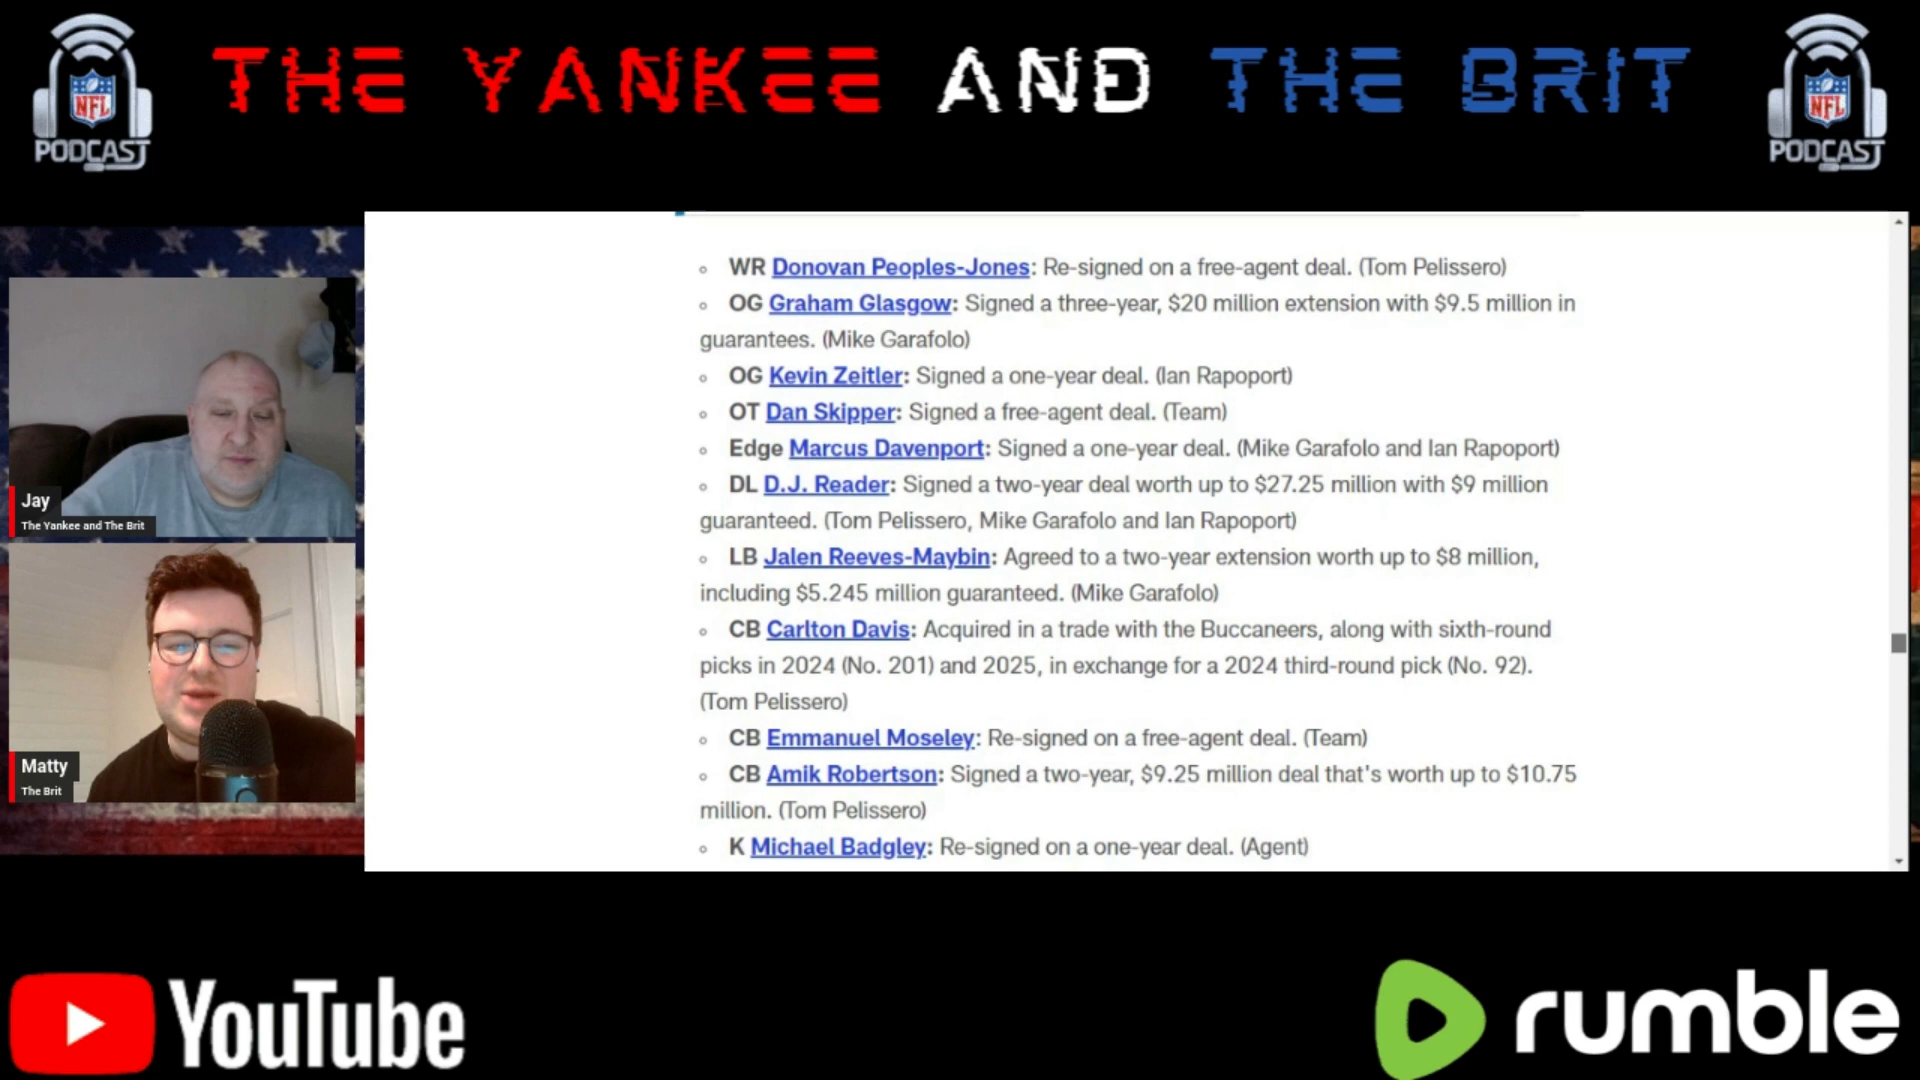 THE YANKEE AND THE BRIT
NFL
PODCAST
NFL
PODCAST
WR Donovan Peoples-Jones: Re-signed on a free-agent deal. (Tom Pelissero)
OG Graham Glasgow: Signed a three-year, $20 million extension with $9.5 million in
guarantees. (Mike Garafolo)
OG Kevin Zeitler: Signed a one-year deal. (Ian Rapoport)
OT Dan Skipper: Signed a free-agent deal. (Team)
Edge Marcus Davenport: Signed a one-year deal. (Mike Garafolo and Ian Rapoport)
DL D.J. Reader: Signed a two-year deal worth up to $27.25 million with $9 million
guaranteed. (Tom Pelissero, Mike Garafolo and Ian Rapoport)
LB Jalen Reeves-Maybin: Agreed to a two-year extension worth up to $8 million,
including $5.245 million guaranteed. (Mike Garafolo)
CB Carlton Davis: Acquired in a trade with the Buccaneers, along with sixth-round
picks in 2024 (No. 201) and 2025, in exchange for a 2024 third-round pick (No. 92).
(Tom Pelissero)
CB Emmanuel Moseley: Re-signed on a free-agent deal. (Team)
CB Amik Robertson: Signed a two-year, $9.25 million deal that's worth up to $10.75
million. (Tom Pelissero)
K Michael Badgley: Re-signed on a one-year deal. (Agent)
Jay
The Yankee and The Brit
Matty
The Brit
YouTube
rumble